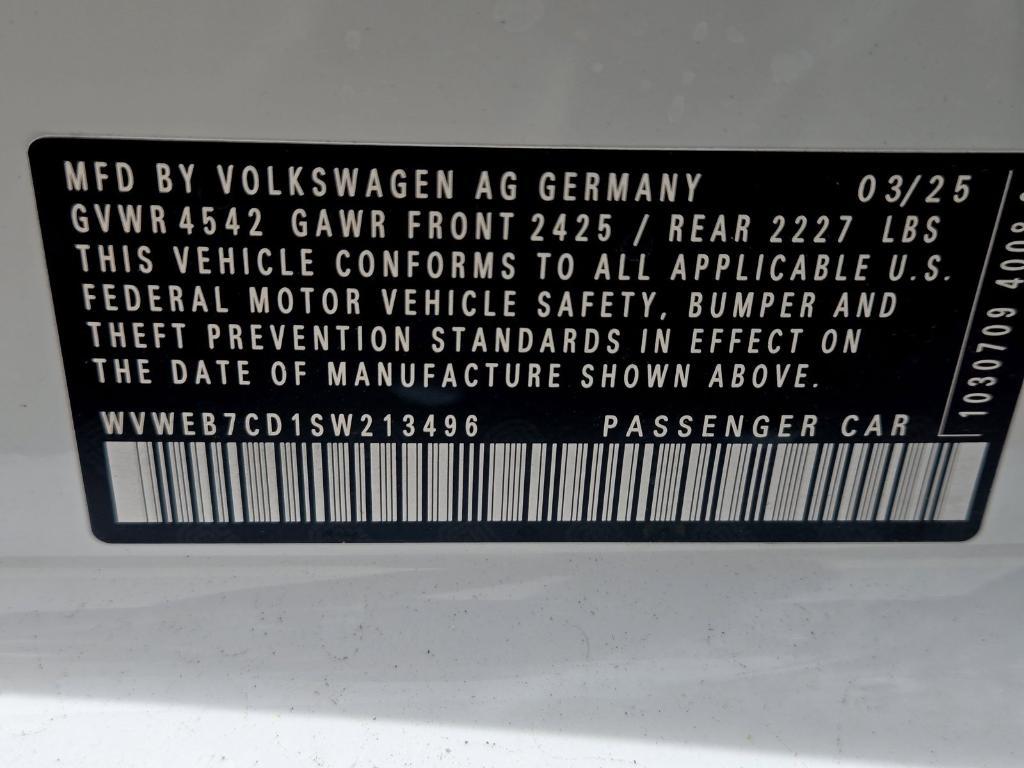 MFD BY VOLKSWAGEN AG GERMANY 03/25
GVWR 4542 GAWR FRONT 2425 / REAR 2227 LBS
THIS VEHICLE CONFORMS TO ALL APPLICABLE U.S.
FEDERAL MOTOR VEHICLE SAFETY, BUMPER AND
THEFT PREVENTION STANDARDS IN EFFECT ON
THE DATE OF MANUFACTURE SHOWN ABOVE.
WVWEB7CD1SW213496 PASSENGER CAR
1030709 4008